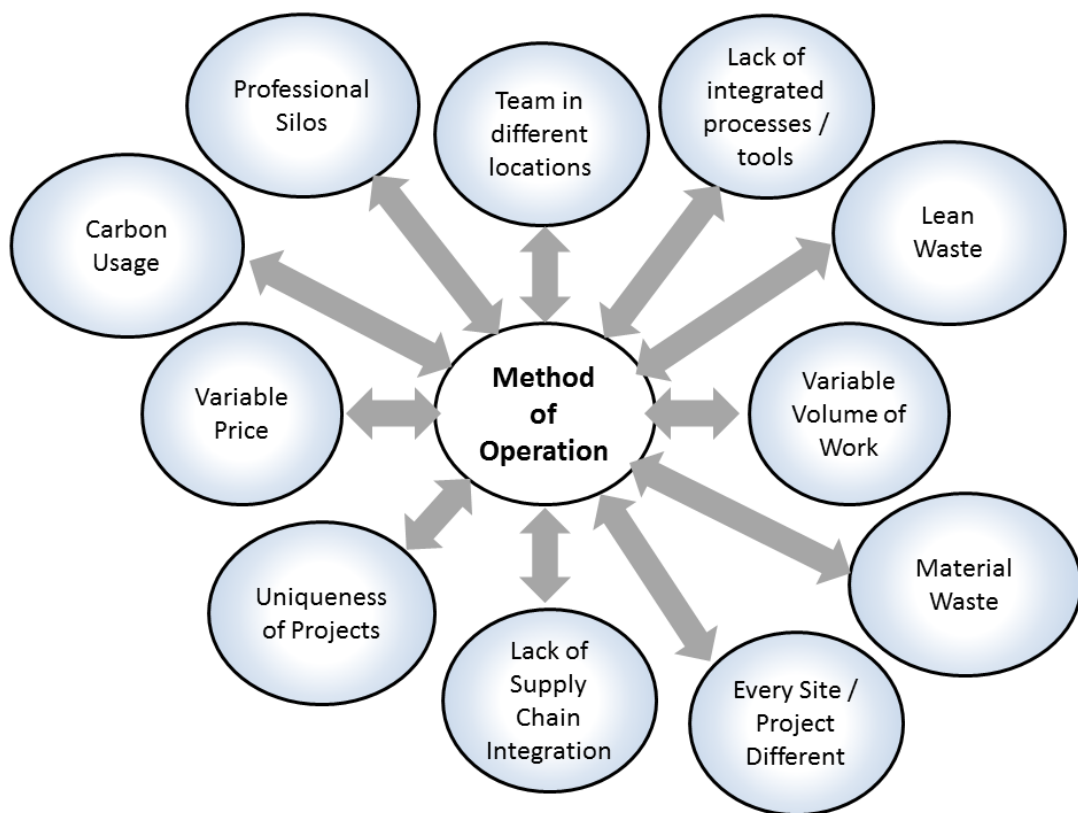 Professional
Silos
Team in
different
locations
Lack of
integrated
processes /
tools
Carbon
Usage
Lean
Waste
Variable
Price
Method
of
Operation
Variable
Volume of
Work
Uniqueness
of Projects
Material
Waste
Lack of
Supply
Chain
Integration
Every Site /
Project
Different